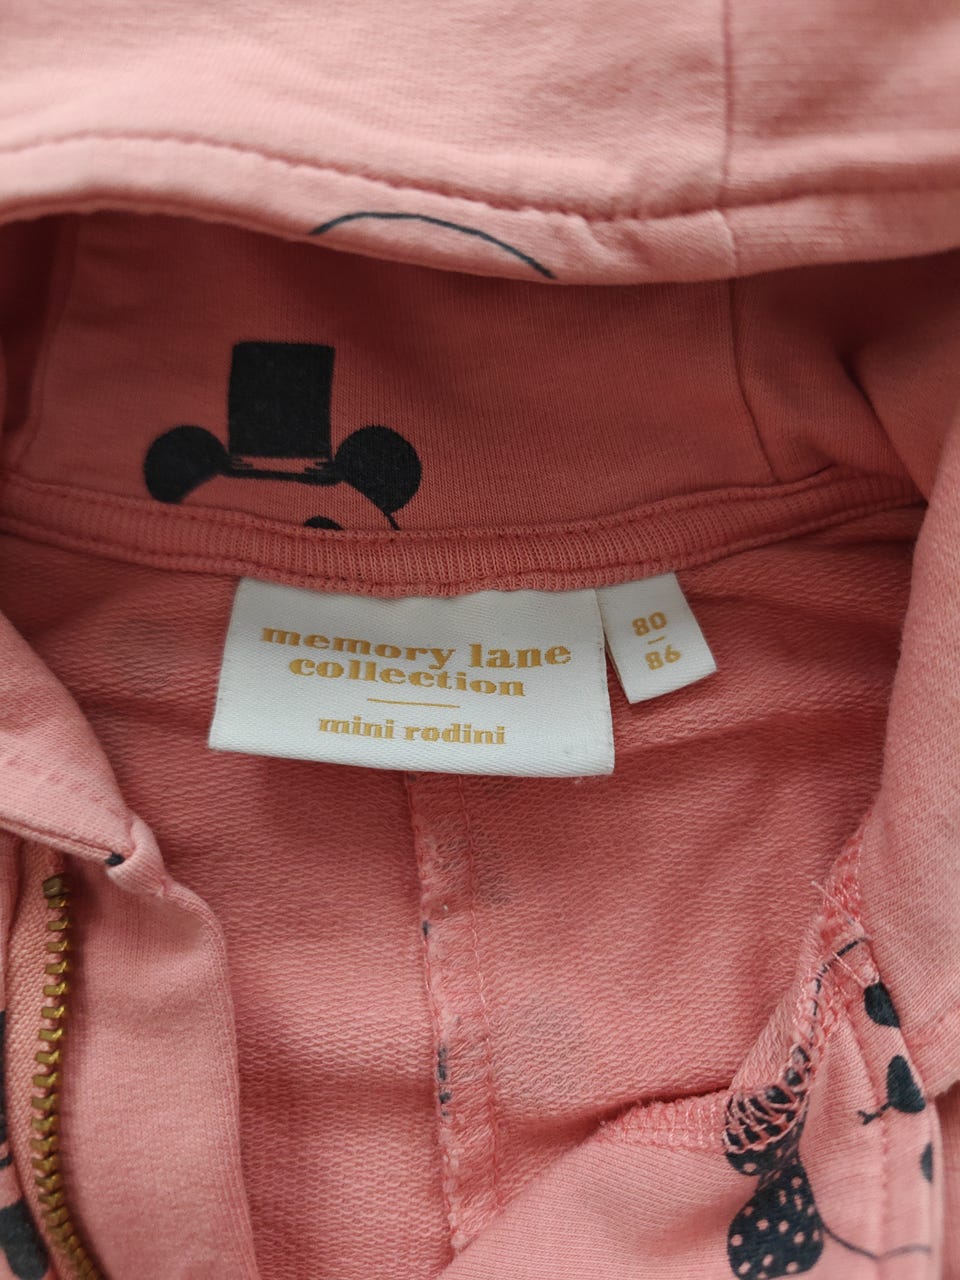 memory lane
collection
mini rodini
80
86